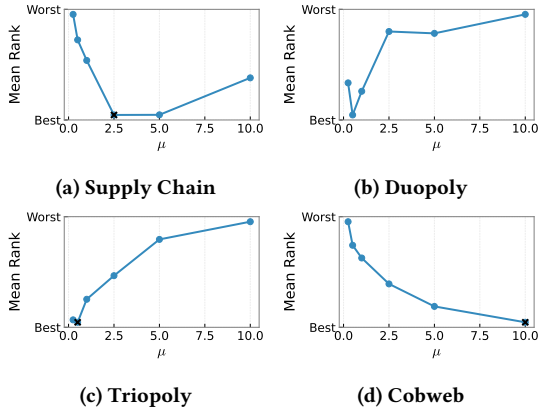 Worst
Mean Rank
Best
0.0 2.5 5.0 7.5 10.0
μ
(a) Supply Chain
Worst
Mean Rank
Best
0.0 2.5 5.0 7.5 10.0
μ
(b) Duopoly
Worst
Mean Rank
Best
0.0 2.5 5.0 7.5 10.0
μ
(c) Triopoly
Worst
Mean Rank
Best
0.0 2.5 5.0 7.5 10.0
μ
(d) Cobweb